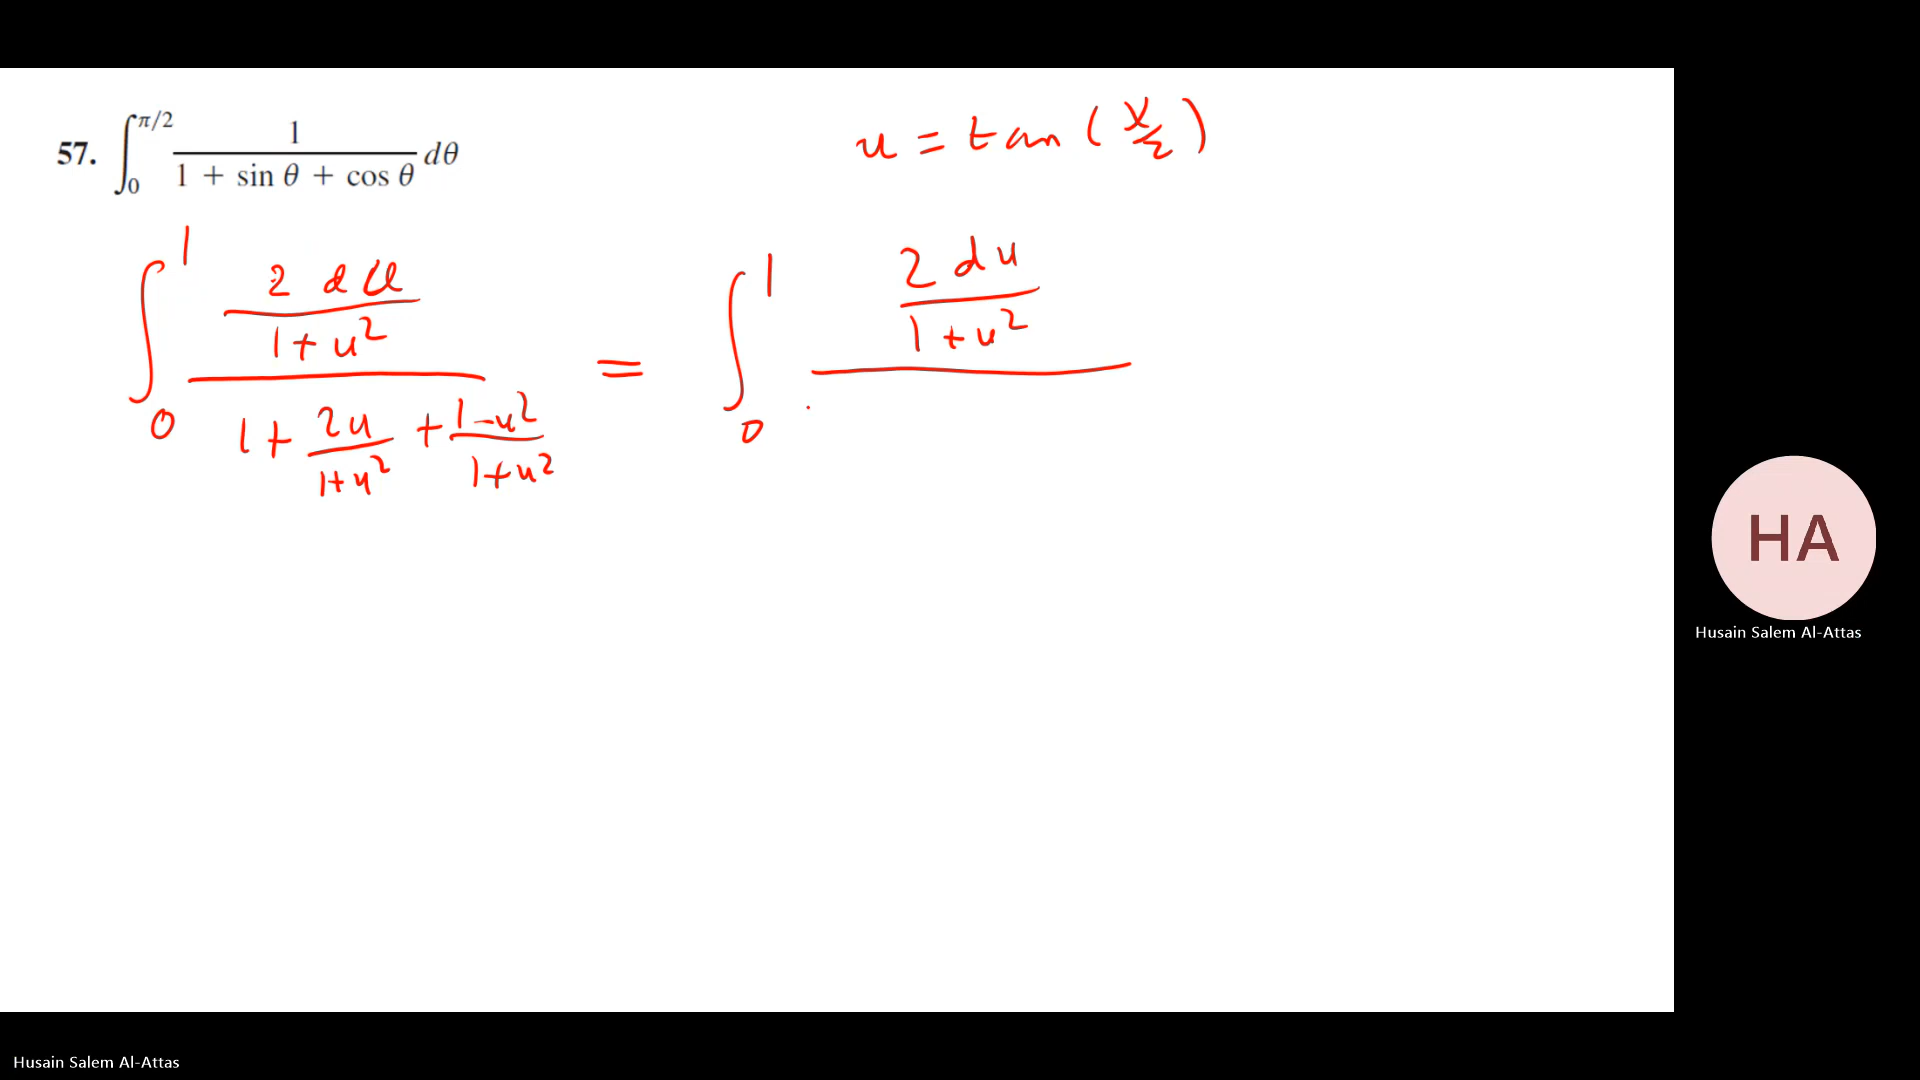 57. ∫₀^{π/2} 1/(1 + sin θ + cos θ) dθ
u = tan(x/2)
∫₀¹ (2 du/(1+u²))/(1 + 2u/(1+u²) + (1-u²)/(1+u²)) = ∫₀¹ (2 du/(1+u²))/
HA
Husain Salem Al-Attas
Husain Salem Al-Attas